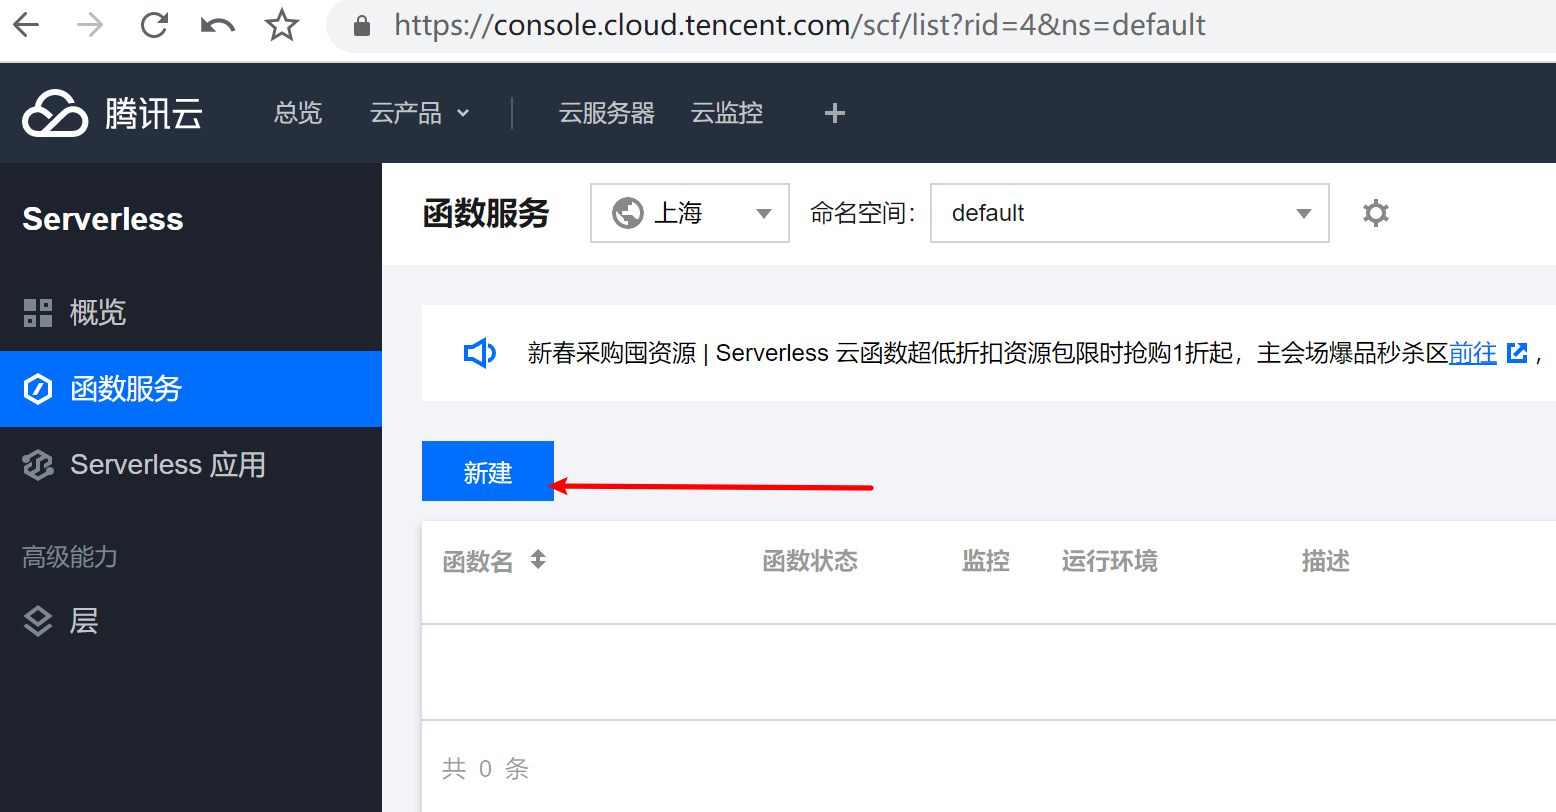 https://console.cloud.tencent.com/scf/list?rid=4&ns=default
腾讯云 总览 云产品 云服务器 云监控 +
Serverless
概览
函数服务
Serverless 应用
高级能力
层
函数服务 上海 命名空间: default
新春采购囤资源 | Serverless 云函数超低折扣资源包限时抢购1折起，主会场爆品秒杀区前往 ，
新建
函数名 函数状态 监控 运行环境 描述
共 0 条